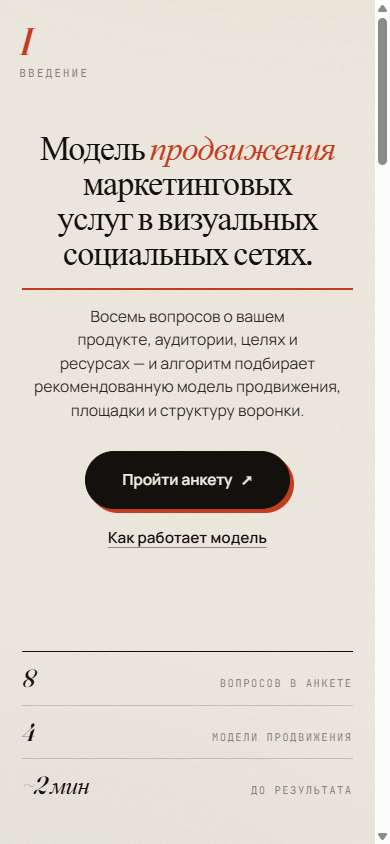 I
ВВЕДЕНИЕ
Модель продвижения
маркетинговых
услуг в визуальных
социальных сетях.
Восемь вопросов о вашем
продукте, аудитории, целях и
ресурсах — и алгоритм подбирает
рекомендованную модель продвижения,
площадки и структуру воронки.
Пройти анкету ↗
Как работает модель
8 ВОПРОСОВ В АНКЕТЕ
4 МОДЕЛИ ПРОДВИЖЕНИЯ
~2мин ДО РЕЗУЛЬТАТА